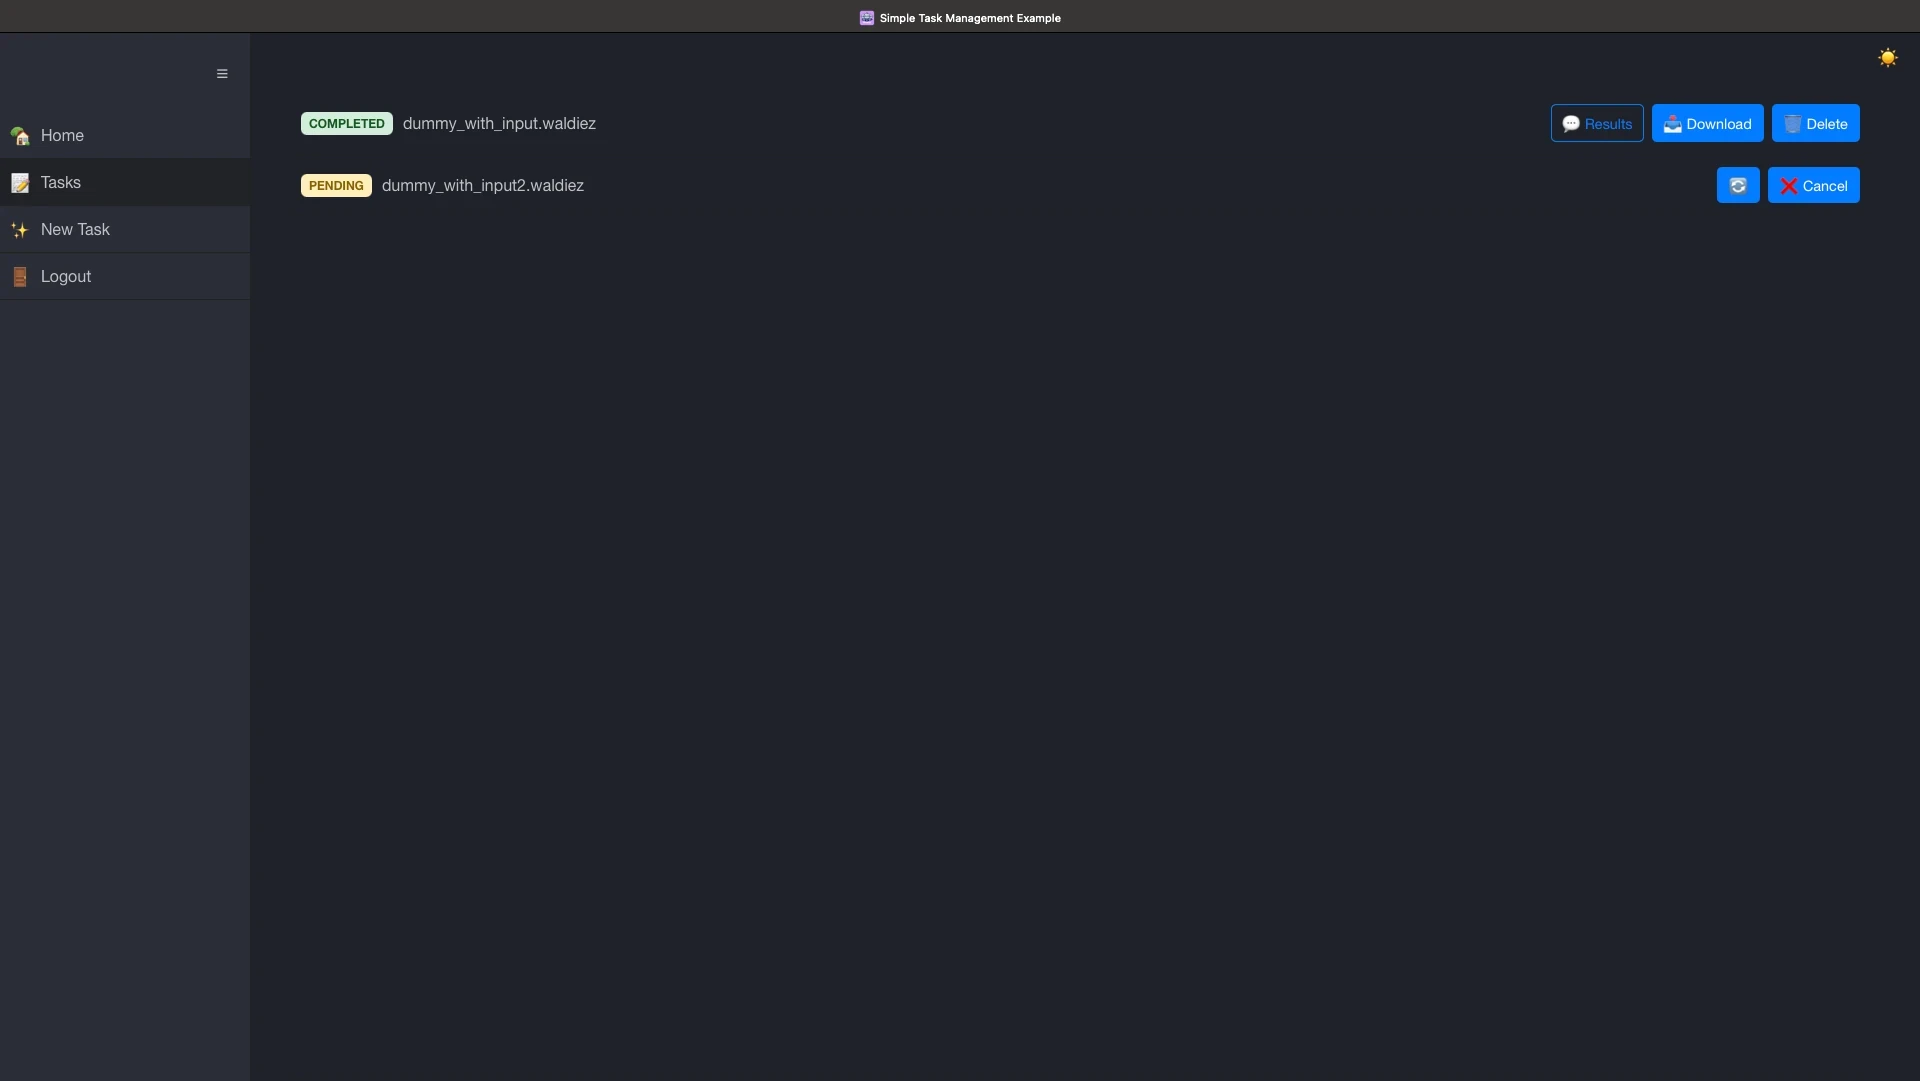 Simple Task Management Example
Home
Tasks
New Task
Logout
COMPLETED dummy_with_input.waldiez Results Download Delete
PENDING dummy_with_input2.waldiez Cancel